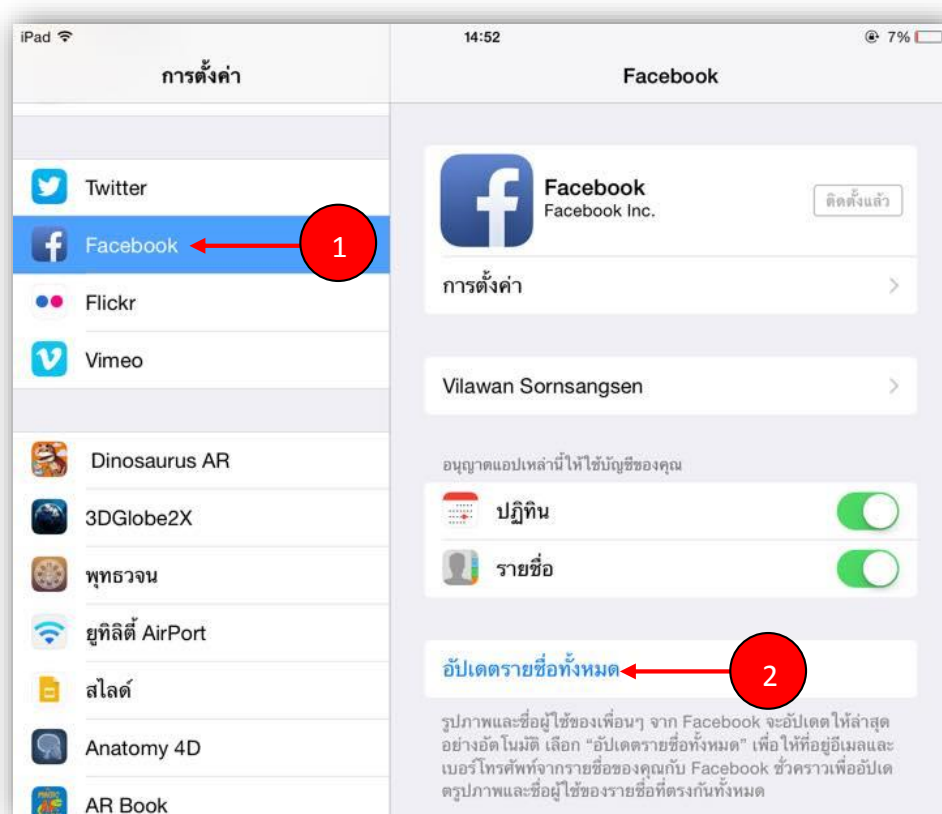 iPad 14:52 7%
การตั้งค่า
Twitter
Facebook
1
Flickr
Vimeo
Dinosaurus AR
3DGlobe2X
พุทธวจน
ยูทิลิตี้ AirPort
สไลด์
Anatomy 4D
AR Book
Facebook
Facebook
Facebook Inc.
ติดตั้งแล้ว
การตั้งค่า
Vilawan Sornsangsen
อนุญาตแอปเหล่านี้ให้ใช้บัญชีของคุณ
ปฏิทิน
รายชื่อ
อัปเดตรายชื่อทั้งหมด
2
รูปภาพและชื่อผู้ใช้ของเพื่อนๆ จาก Facebook จะอัปเดตให้ล่าสุด
อย่างอัตโนมัติ เลือก “อัปเดตรายชื่อทั้งหมด” เพื่อให้ที่อยู่อีเมลและ
เบอร์โทรศัพท์จากรายชื่อของคุณกับ Facebook ชั่วคราวเพื่ออัปเด
ตรูปภาพและชื่อผู้ใช้ของรายชื่อที่ตรงกันทั้งหมด